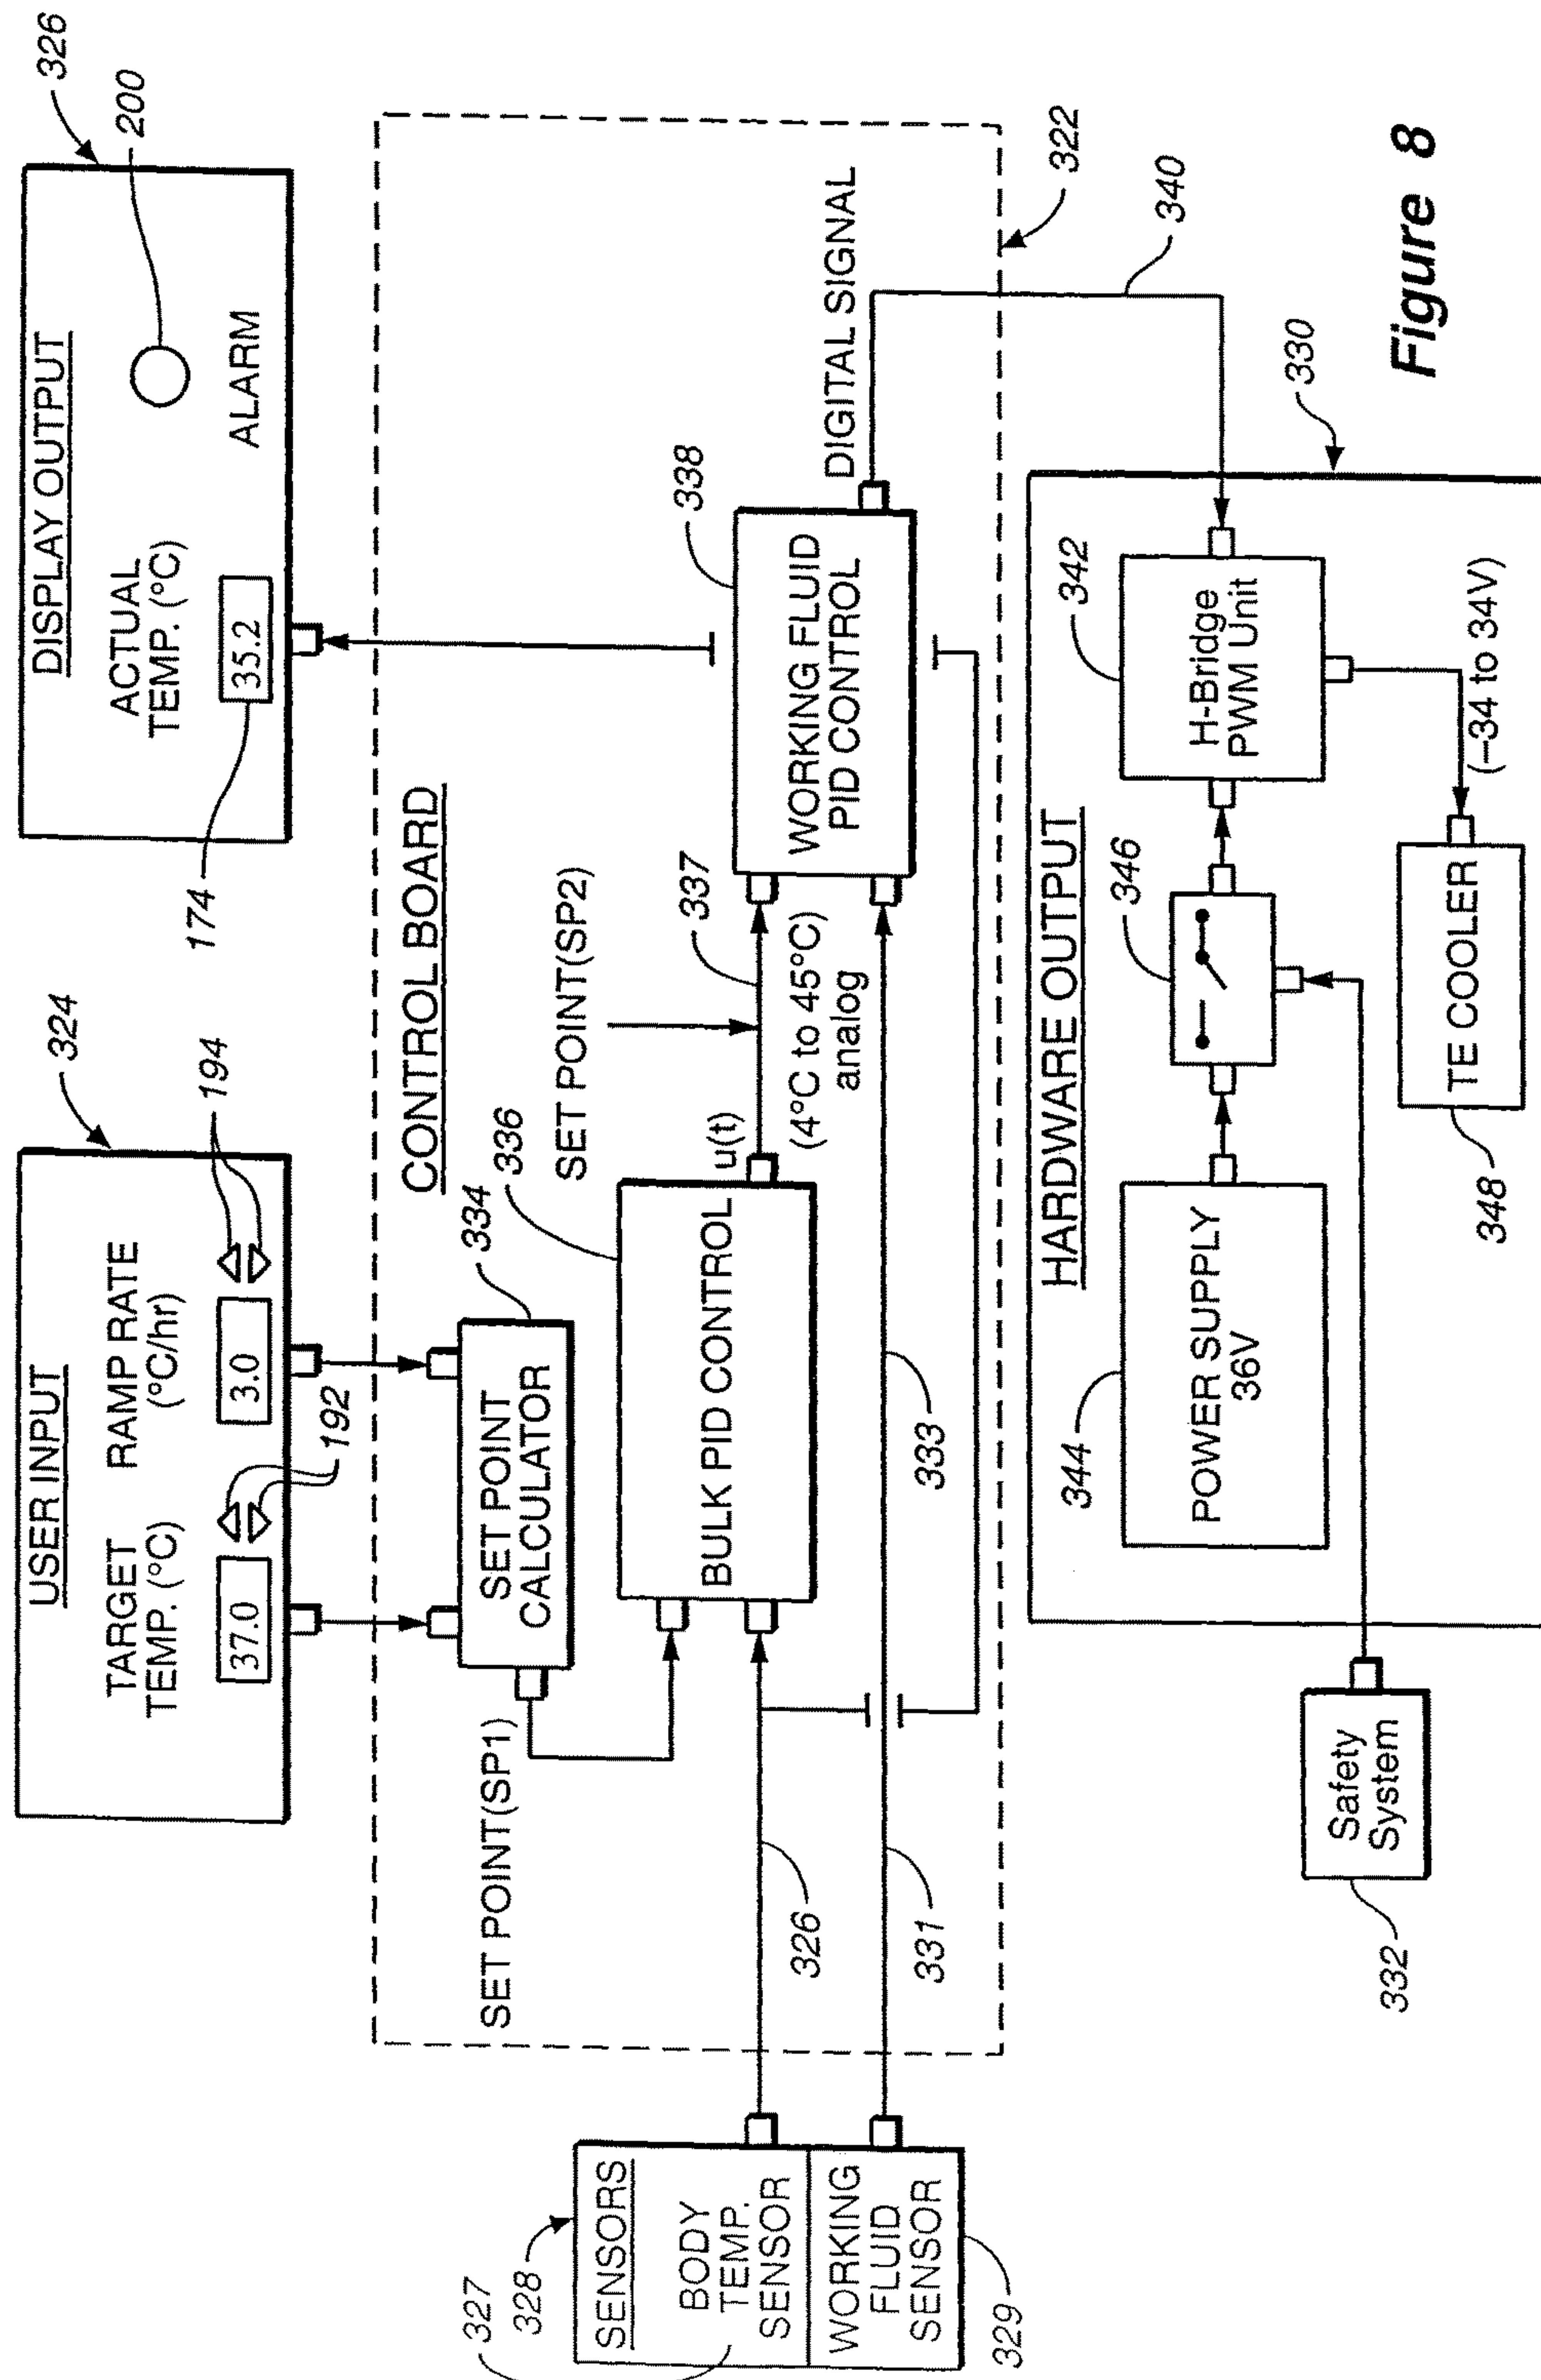 USER INPUT
324
TARGET
TEMP. (°C)
RAMP RATE
(°C/hr)
37.0
3.0
192
194
DISPLAY OUTPUT
326
ACTUAL
TEMP. (°C)
35.2
174
200
ALARM
CONTROL BOARD
SET POINT
CALCULATOR
334
SET POINT(SP1)
336
BULK PID CONTROL
u(t)
SET POINT(SP2)
337
(4°C to 45°C)
analog
338
WORKING FLUID
PID CONTROL
DIGITAL SIGNAL
322
340
327
328
SENSORS
BODY
TEMP.
SENSOR
WORKING
FLUID
SENSOR
329
326
331
333
HARDWARE OUTPUT
330
344
POWER SUPPLY
36V
346
342
H-Bridge
PWM Unit
(–34 to 34V)
TE COOLER
348
Safety
System
332
Figure 8